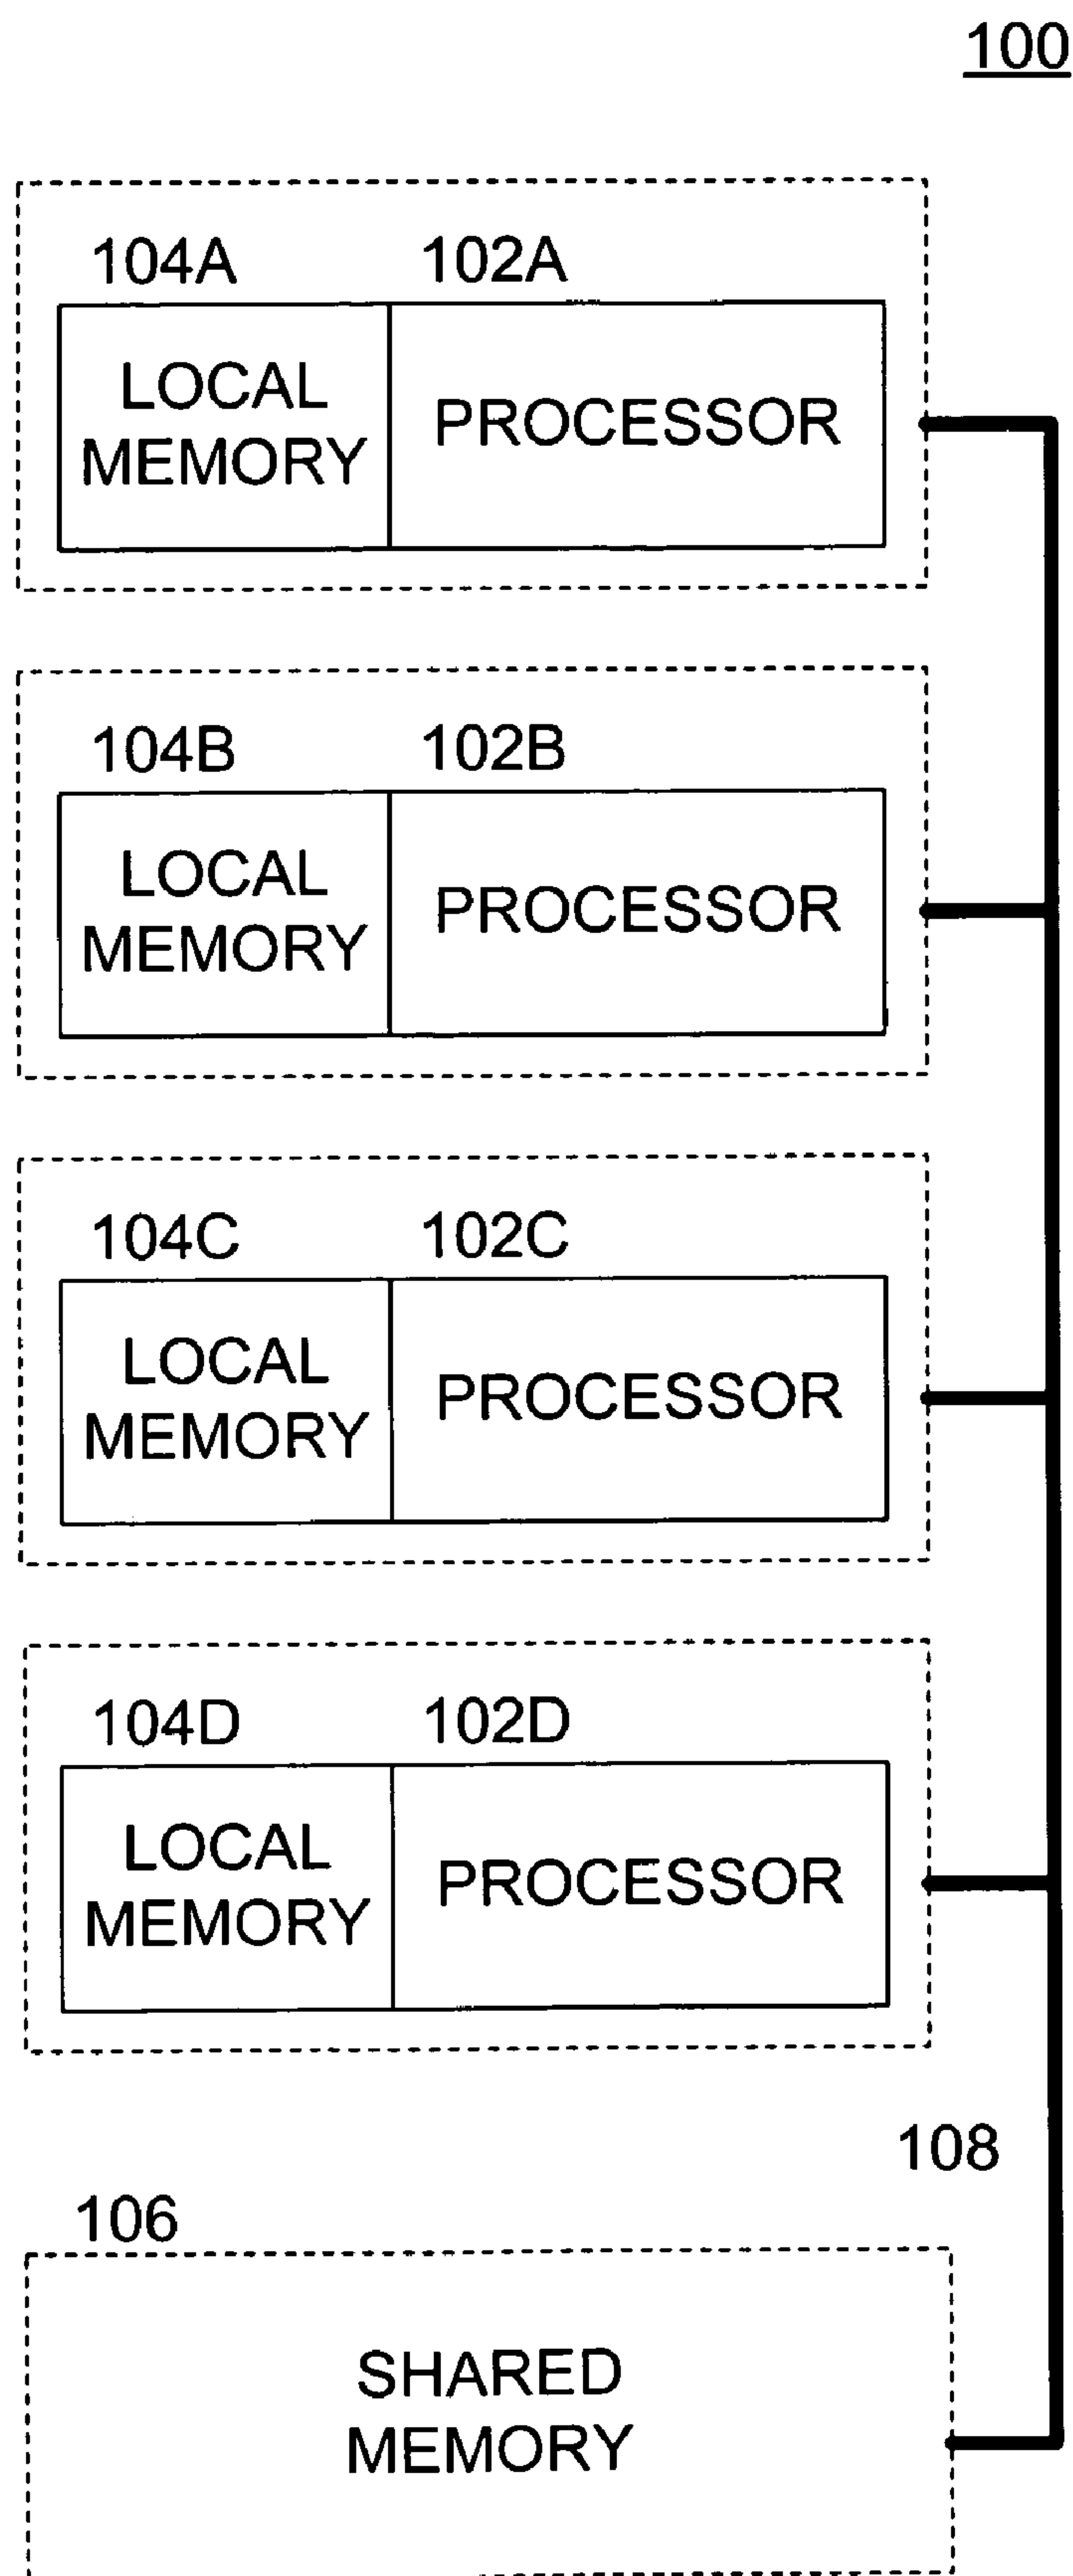 100
104A 102A
LOCAL
MEMORY
PROCESSOR
104B 102B
LOCAL
MEMORY
PROCESSOR
104C 102C
LOCAL
MEMORY
PROCESSOR
104D 102D
LOCAL
MEMORY
PROCESSOR
108
106
SHARED
MEMORY